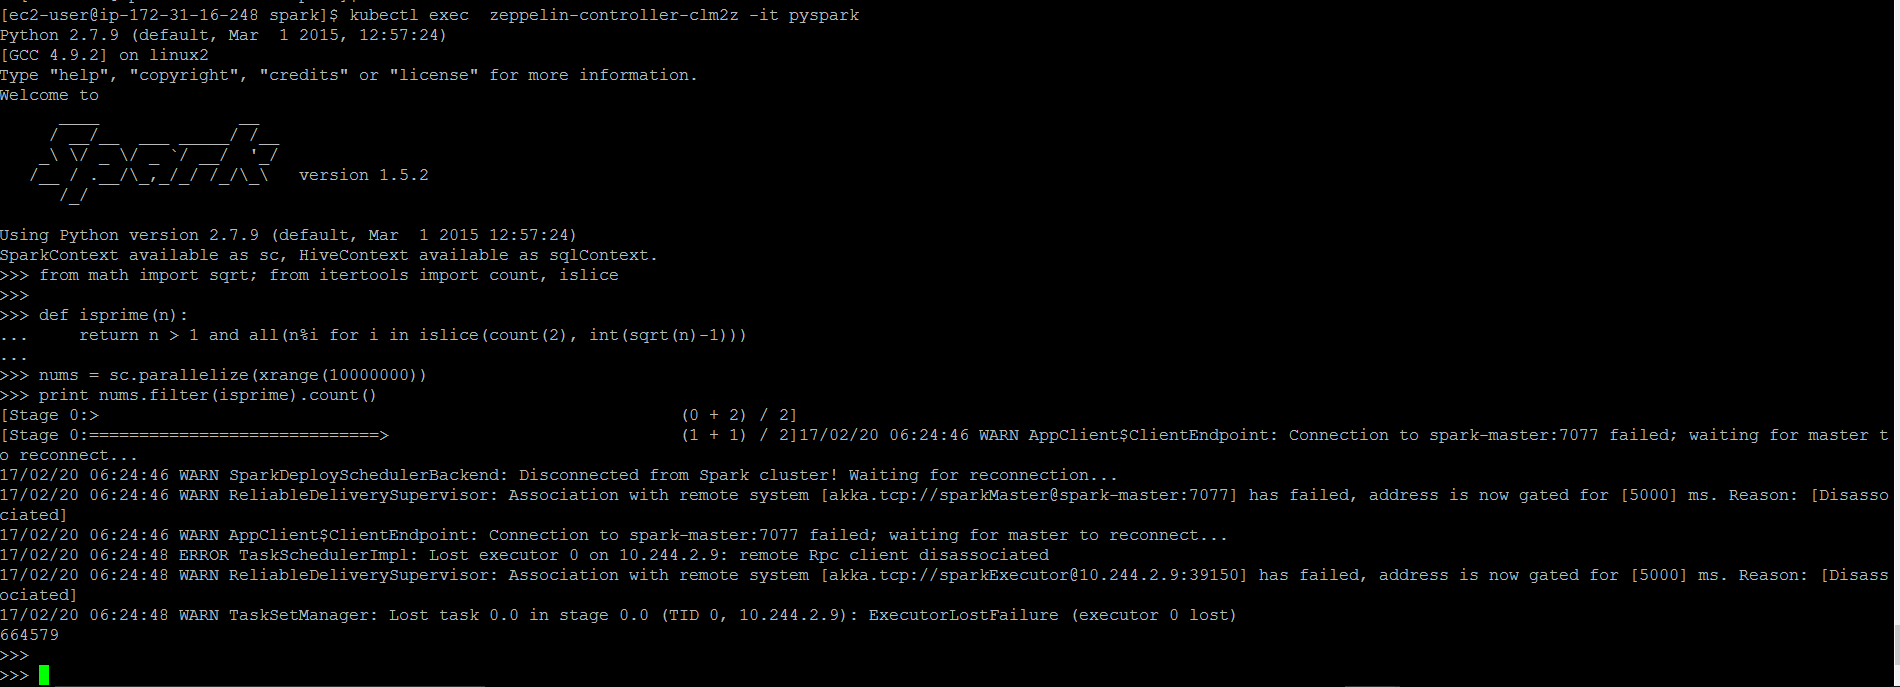 [ec2-user@ip-172-31-16-248 spark]$ kubectl exec  zeppelin-controller-clm2z -it pyspark
Python 2.7.9 (default, Mar  1 2015, 12:57:24)
[GCC 4.9.2] on linux2
Type "help", "copyright", "credits" or "license" for more information.
Welcome to
      ____              __
     / __/__  ___ _____/ /__
    _\ \/ _ \/ _ `/ __/  '_/
   /__ / .__/\_,_/_/ /_/\_\   version 1.5.2
      /_/
Using Python version 2.7.9 (default, Mar  1 2015 12:57:24)
SparkContext available as sc, HiveContext available as sqlContext.
>>> from math import sqrt; from itertools import count, islice
>>>
>>> def isprime(n):
...     return n > 1 and all(n%i for i in islice(count(2), int(sqrt(n)-1)))
...
>>> nums = sc.parallelize(xrange(10000000))
>>> print nums.filter(isprime).count()
[Stage 0:>                                                          (0 + 2) / 2]
[Stage 0:=============================>                             (1 + 1) / 2]17/02/20 06:24:46 WARN AppClient$ClientEndpoint: Connection to spark-master:7077 failed; waiting for master t
o reconnect...
17/02/20 06:24:46 WARN SparkDeploySchedulerBackend: Disconnected from Spark cluster! Waiting for reconnection...
17/02/20 06:24:46 WARN ReliableDeliverySupervisor: Association with remote system [akka.tcp://sparkMaster@spark-master:7077] has failed, address is now gated for [5000] ms. Reason: [Disasso
ciated]
17/02/20 06:24:46 WARN AppClient$ClientEndpoint: Connection to spark-master:7077 failed; waiting for master to reconnect...
17/02/20 06:24:48 ERROR TaskSchedulerImpl: Lost executor 0 on 10.244.2.9: remote Rpc client disassociated
17/02/20 06:24:48 WARN ReliableDeliverySupervisor: Association with remote system [akka.tcp://sparkExecutor@10.244.2.9:39150] has failed, address is now gated for [5000] ms. Reason: [Disass
ociated]
17/02/20 06:24:48 WARN TaskSetManager: Lost task 0.0 in stage 0.0 (TID 0, 10.244.2.9): ExecutorLostFailure (executor 0 lost)
664579
>>>
>>>